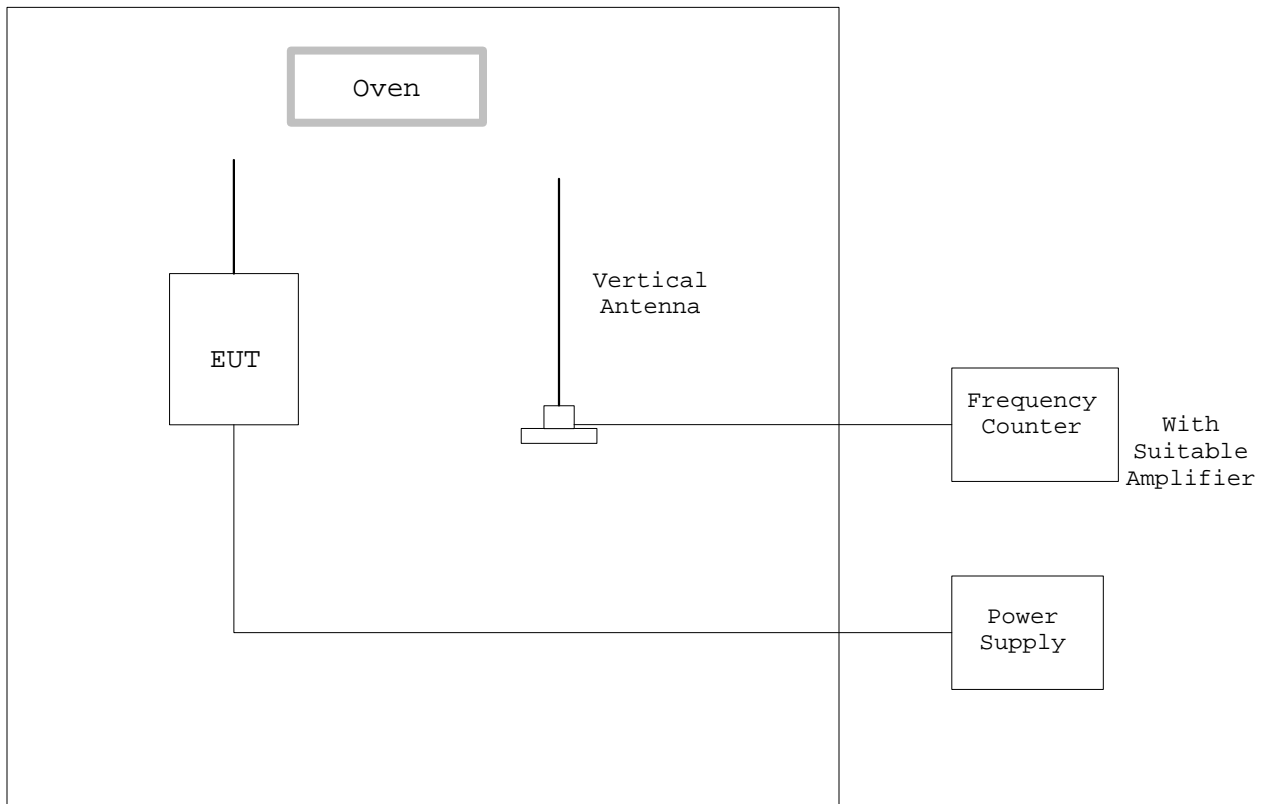 Oven
Vertical
Antenna
EUT
Frequency
Counter
With
Suitable
Amplifier
Power
Supply